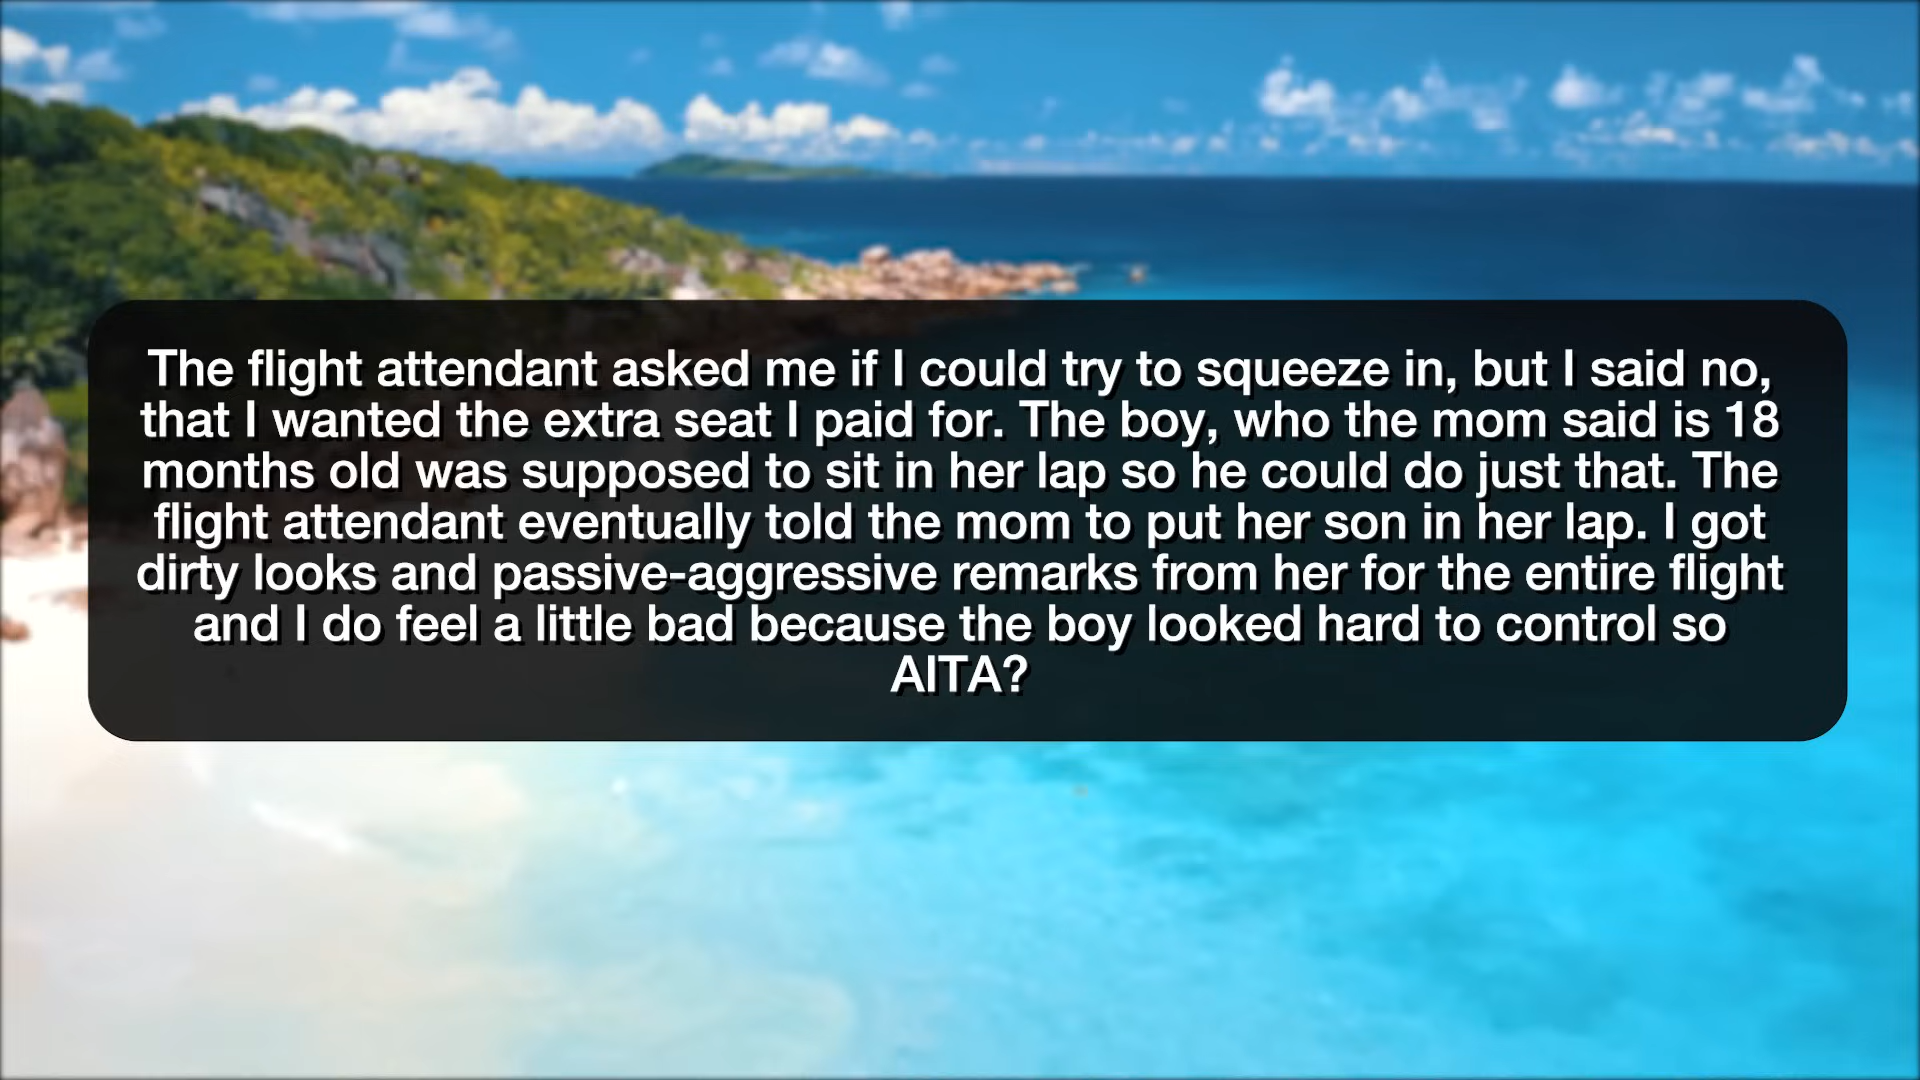 The flight attendant asked me if I could try to squeeze in, but I said no,
that I wanted the extra seat I paid for. The boy, who the mom said is 18
months old was supposed to sit in her lap so he could do just that. The
flight attendant eventually told the mom to put her son in her lap. I got
dirty looks and passive-aggressive remarks from her for the entire flight
and I do feel a little bad because the boy looked hard to control so
AITA?